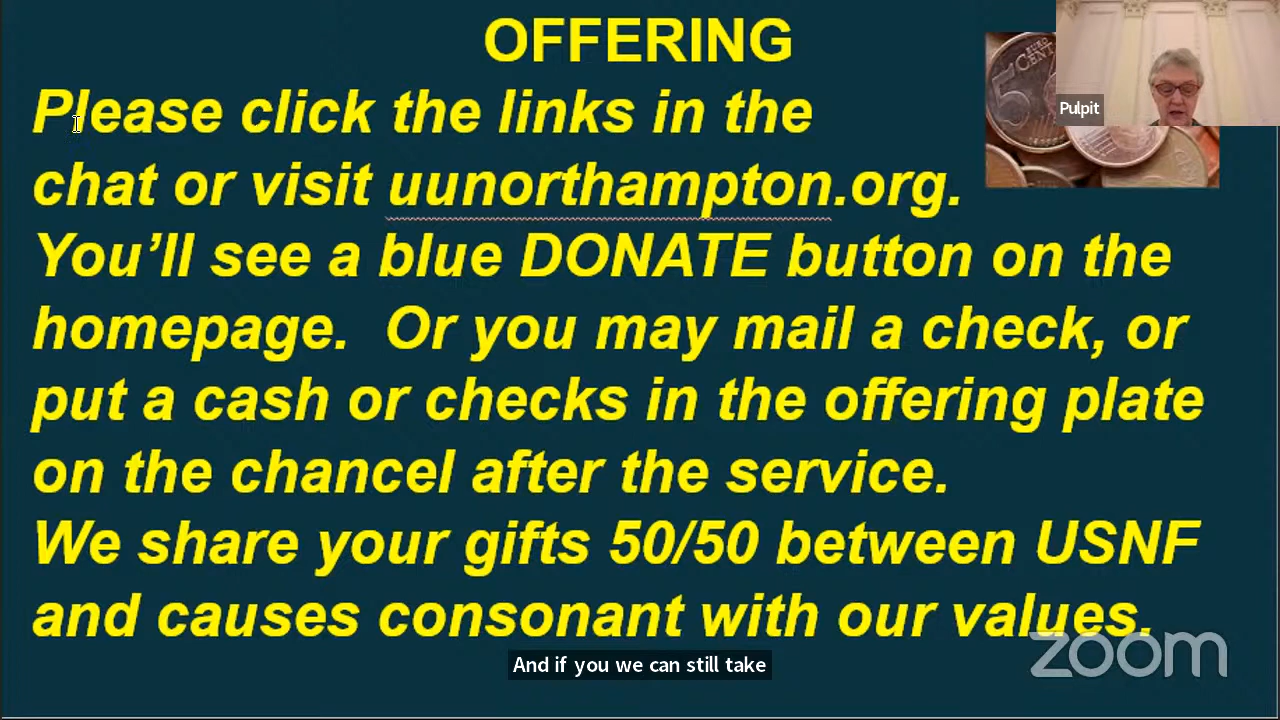 OFFERING
Please click the links in the
chat or visit uunorthampton.org.
You’ll see a blue DONATE button on the
homepage. Or you may mail a check, or
put a cash or checks in the offering plate
on the chancel after the service.
We share your gifts 50/50 between USNF
and causes consonant with our values.
Pulpit
5
EURO
CENT
And if you we can still take
zoom